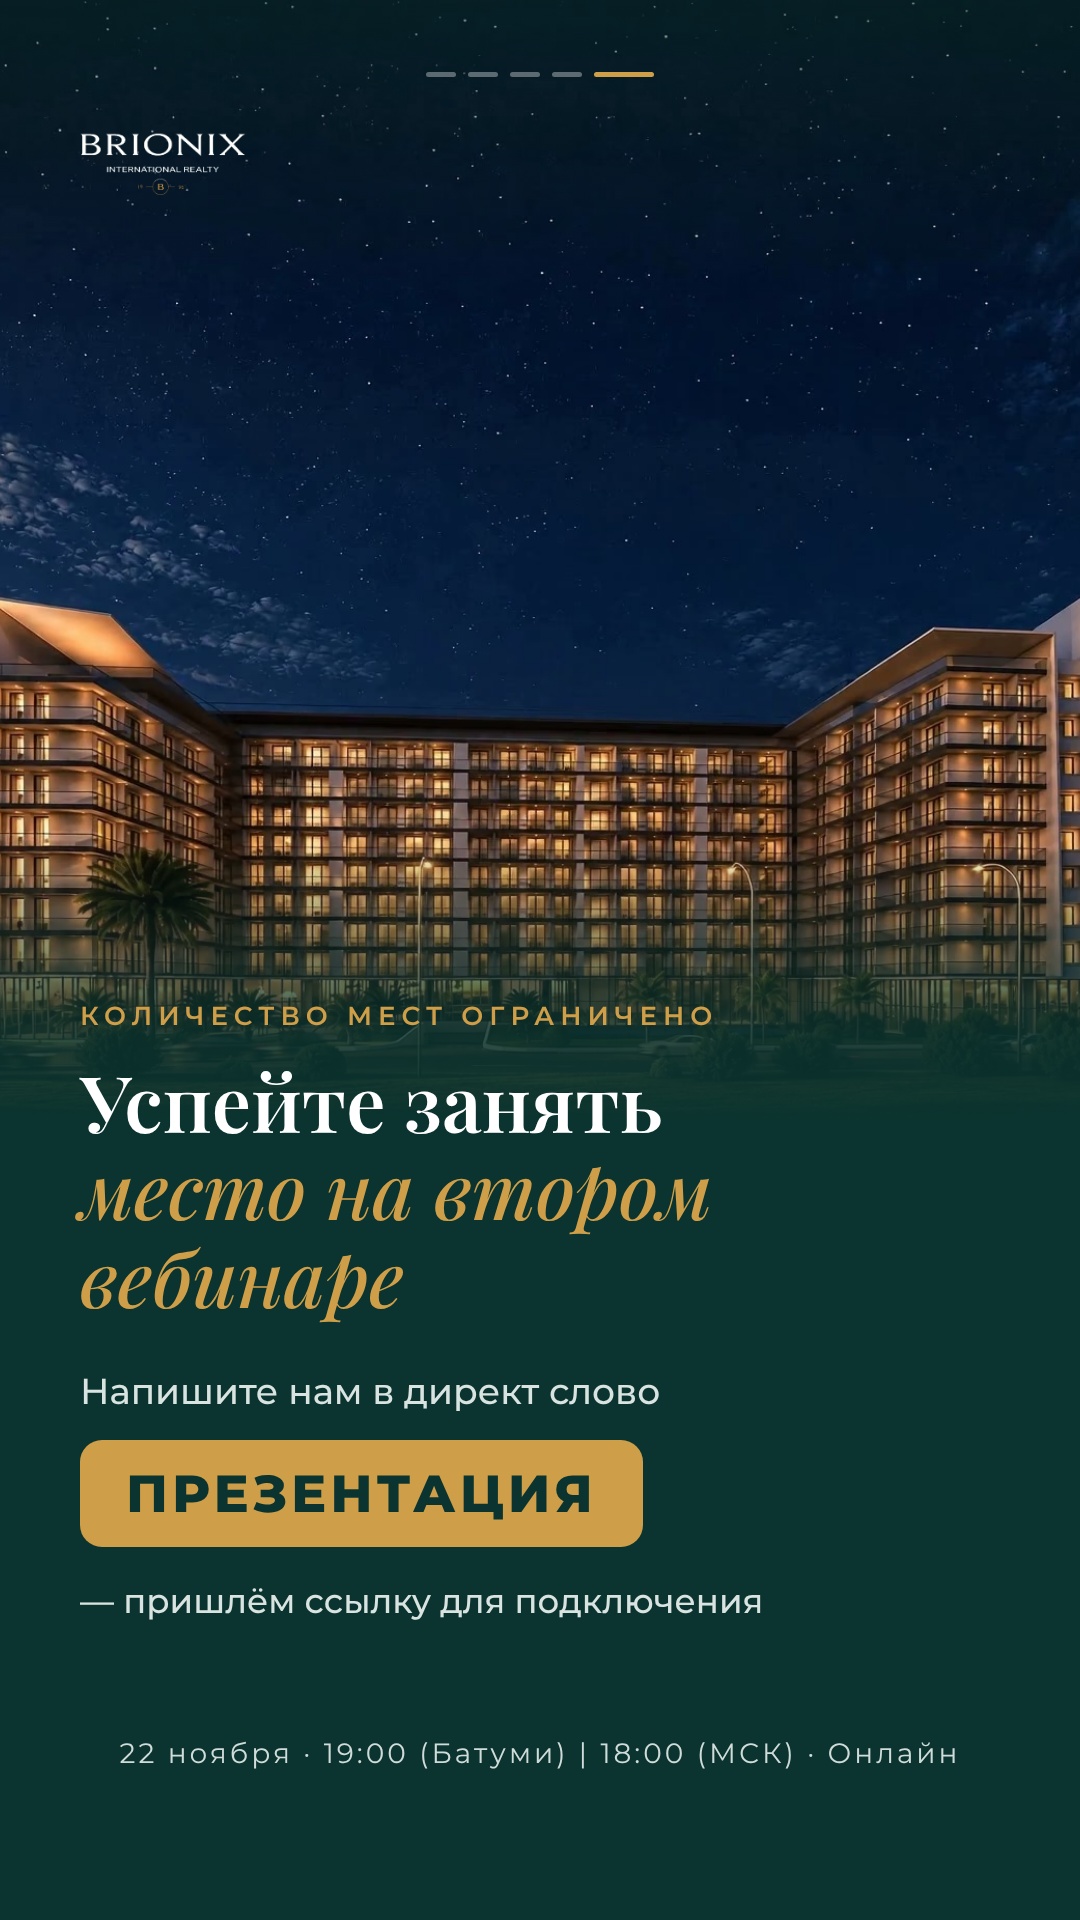 BRIONIX
INTERNATIONAL REALTY
B
КОЛИЧЕСТВО МЕСТ ОГРАНИЧЕНО
Успейте занять
место на втором
вебинаре
Напишите нам в директ слово
ПРЕЗЕНТАЦИЯ
— пришлём ссылку для подключения
22 ноября · 19:00 (Батуми) | 18:00 (МСК) · Онлайн